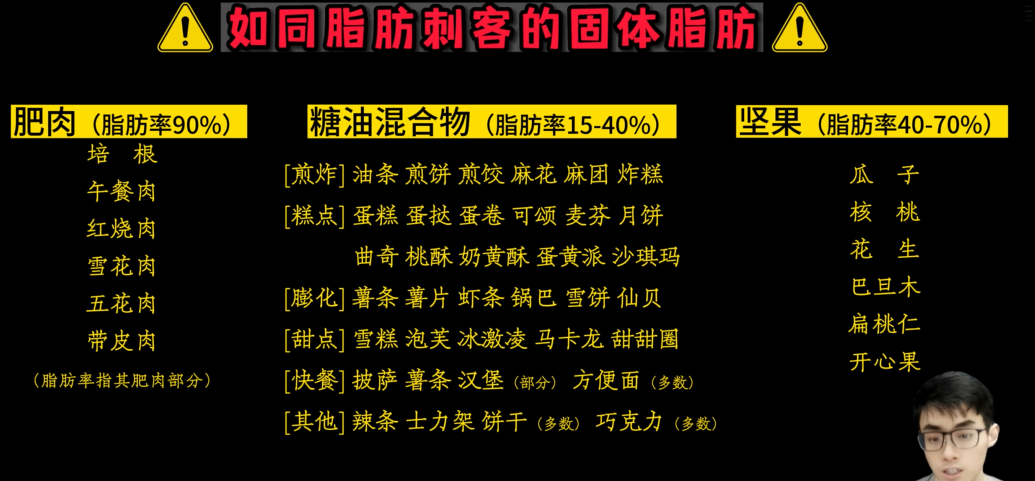 如同脂肪刺客的固体脂肪
肥肉（脂肪率90%）
培 根
午餐肉
红烧肉
雪花肉
五花肉
带皮肉
（脂肪率指其肥肉部分）
糖油混合物（脂肪率15-40%）
[煎炸] 油条 煎饼 煎饺 麻花 麻团 炸糕
[糕点] 蛋糕 蛋挞 蛋卷 可颂 麦芬 月饼
曲奇 桃酥 奶黄酥 蛋黄派 沙琪玛
[膨化] 薯条 薯片 虾条 锅巴 雪饼 仙贝
[甜点] 雪糕 泡芙 冰激凌 马卡龙 甜甜圈
[快餐] 披萨 薯条 汉堡（部分） 方便面（多数）
[其他] 辣条 士力架 饼干（多数） 巧克力（多数）
坚果（脂肪率40-70%）
瓜 子
核 桃
花 生
巴旦木
扁桃仁
开心果